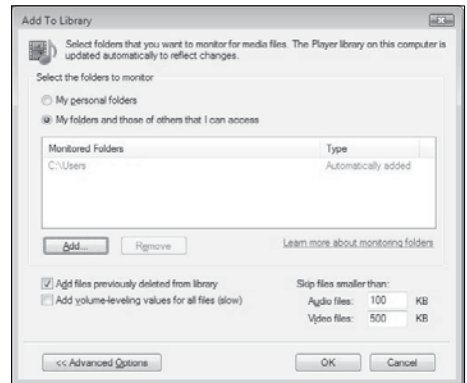 Add To Library
Select folders that you want to monitor for media files. The Player library on this computer is
updated automatically to reflect changes.
Select the folders to monitor
My personal folders
My folders and those of others that I can access
Monitored Folders Type
C:\Users Automatically added
Add... Remove Learn more about monitoring folders
Add files previously deleted from library Skip files smaller than:
Add volume-leveling values for all files (slow) Audio files: 100 KB
Video files: 500 KB
<< Advanced Options OK Cancel